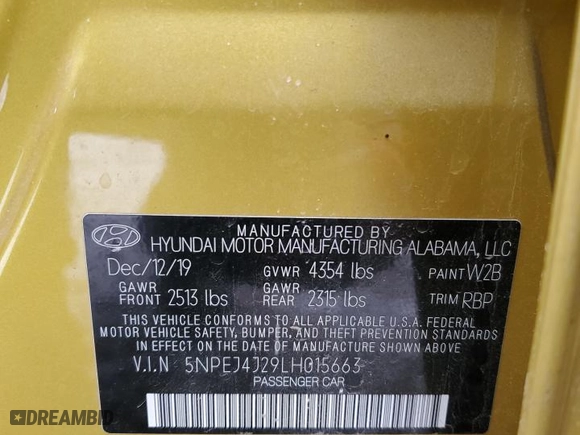 MANUFACTURED BY
HYUNDAI MOTOR MANUFACTURING ALABAMA, LLC
Dec/12/19 GVWR 4354 lbs PAINT W2B
GAWR FRONT 2513 lbs GAWR REAR 2315 lbs TRIM RBP
THIS VEHICLE CONFORMS TO ALL APPLICABLE U.S.A. FEDERAL
MOTOR VEHICLE SAFETY, BUMPER, AND THEFT PREVENTION STANDARDS
IN EFFECT ON THE DATE OF MANUFACTURE SHOWN ABOVE.
V.I.N 5NPEJ4J29LH015663
PASSENGER CAR
DREAMBID